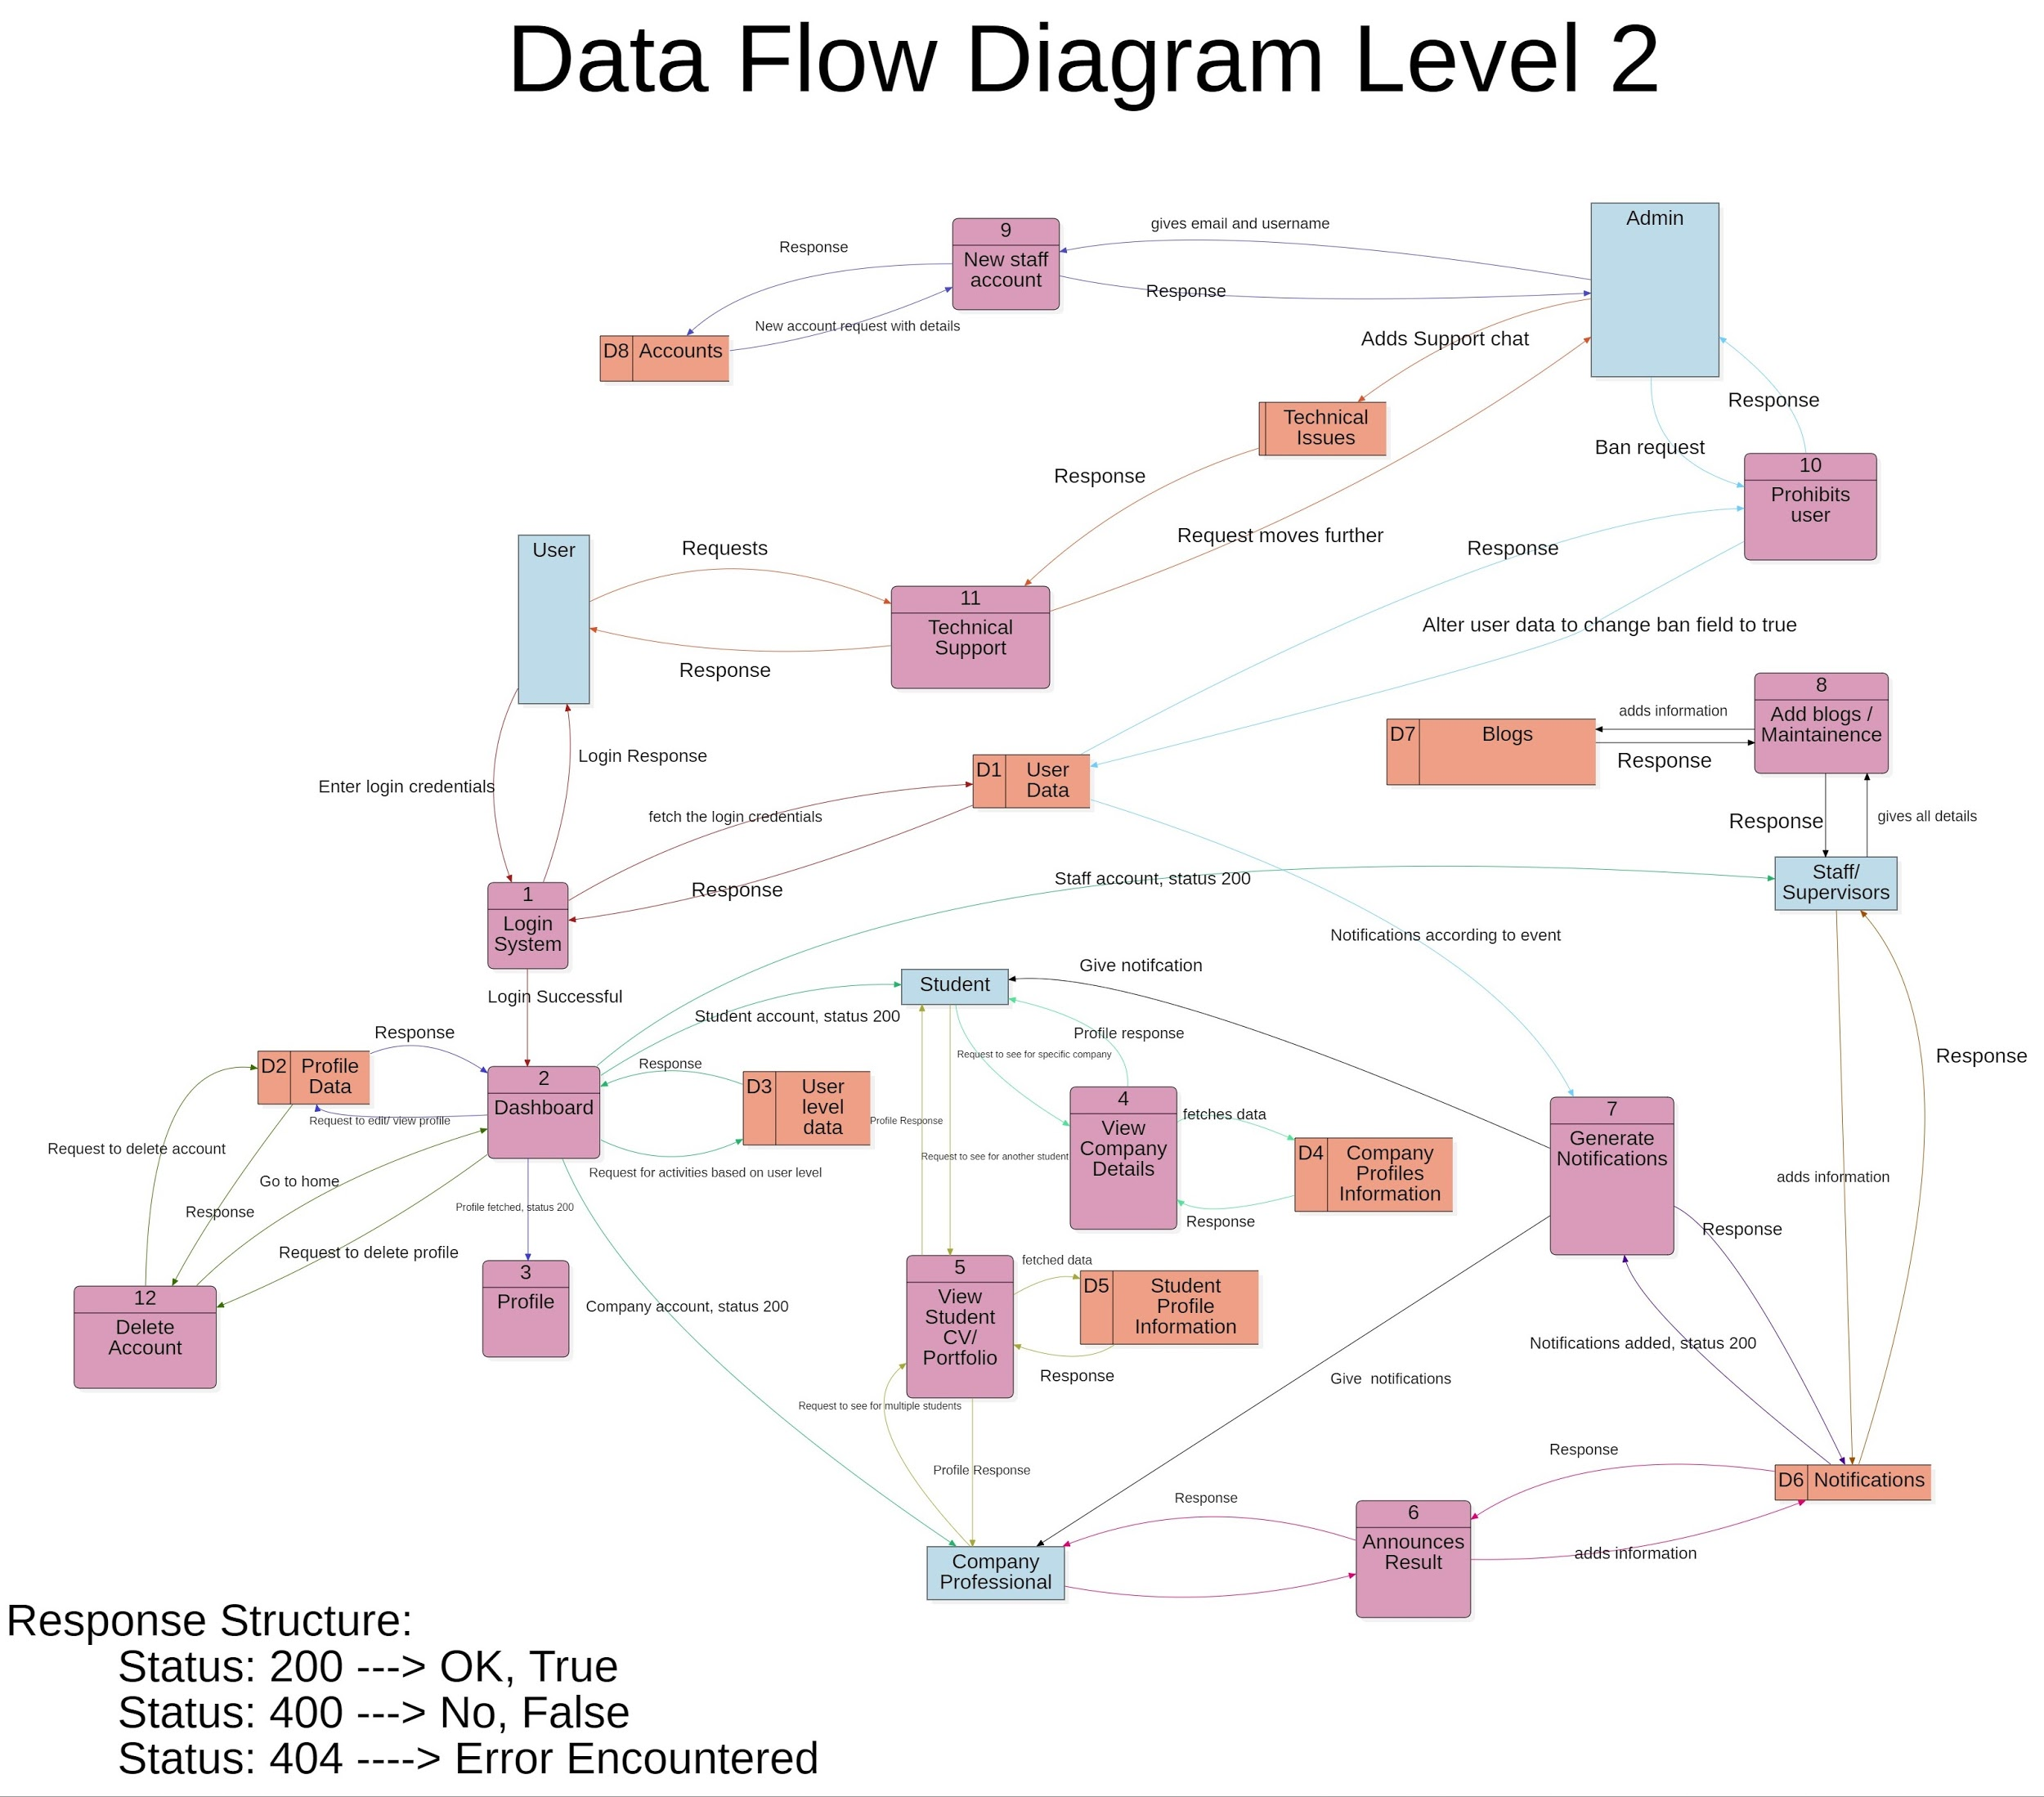 Data Flow Diagram Level 2
9
New staff
account
gives email and username
Response
Response
New account request with details
D8
Accounts
Admin
Adds Support chat
Technical
Issues
Response
Ban request
Response
10
Prohibits
user
User
Requests
Response
Request moves further
11
Technical
Support
Response
Alter user data to change ban field to true
8
Add blogs /
Maintainence
adds information
Response
D7
Blogs
Response
gives all details
Staff/
Supervisors
Enter login credentials
Login Response
D1
User
Data
fetch the login credentials
Response
1
Login
System
Staff account, status 200
Notifications according to event
Login Successful
Student
Give notifcation
Student account, status 200
Profile response
Request to see for specific company
Response
D2
Profile
Data
2
Dashboard
Response
D3
User
level
data
Request to edit/ view profile
Request to delete account
Go to home
Response
Request to delete profile
Profile fetched, status 200
Request for activities based on user level
Profile Response
Request to see for another student
4
View
Company
Details
fetches data
D4
Company
Profiles
Information
Response
7
Generate
Notifications
Response
adds information
Response
12
Delete
Account
3
Profile
Company account, status 200
5
View
Student
CV/
Portfolio
fetched data
D5
Student
Profile
Information
Response
Request to see for multiple students
Profile Response
Give  notifications
Notifications added, status 200
Response
D6
Notifications
Response
6
Announces
Result
adds information
Company
Professional
Response Structure:
Status: 200 ---> OK, True
Status: 400 ---> No, False
Status: 404 ----> Error Encountered